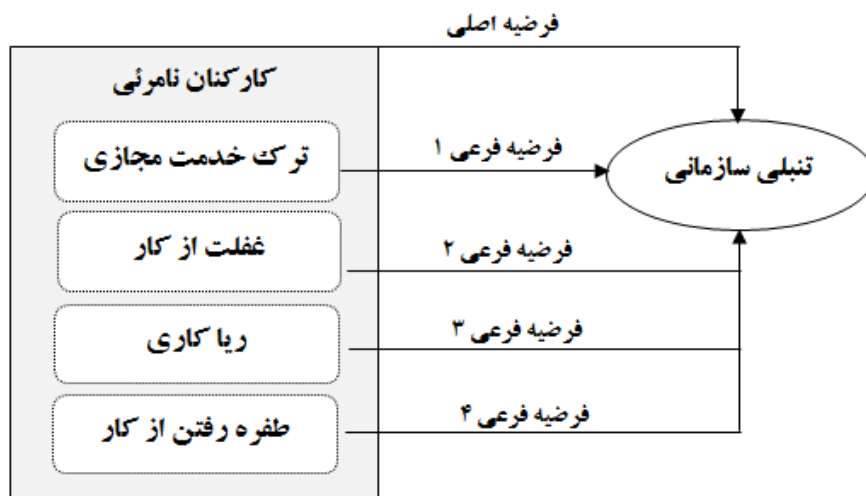 فرضیه اصلی
کارکنان نامرئی
ترک خدمت مجازی
فرضیه فرعی ۱
تنبلی سازمانی
غفلت از کار
فرضیه فرعی ۲
ریا کاری
فرضیه فرعی ۳
طفره رفتن از کار
فرضیه فرعی ۴